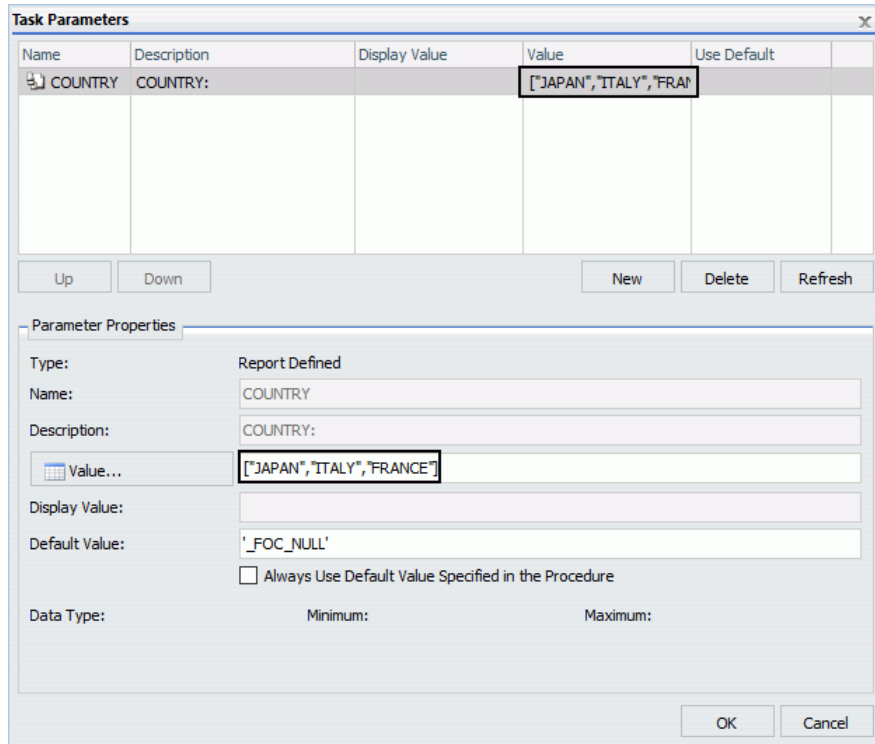 Task Parameters
Name Description Display Value Value Use Default
COUNTRY COUNTRY: ["JAPAN","ITALY","FRAN
Up Down New Delete Refresh
Parameter Properties
Type: Report Defined
Name: COUNTRY
Description: COUNTRY:
Value... ["JAPAN","ITALY","FRANCE"]
Display Value:
Default Value: '_FOC_NULL'
Always Use Default Value Specified in the Procedure
Data Type: Minimum: Maximum:
OK Cancel